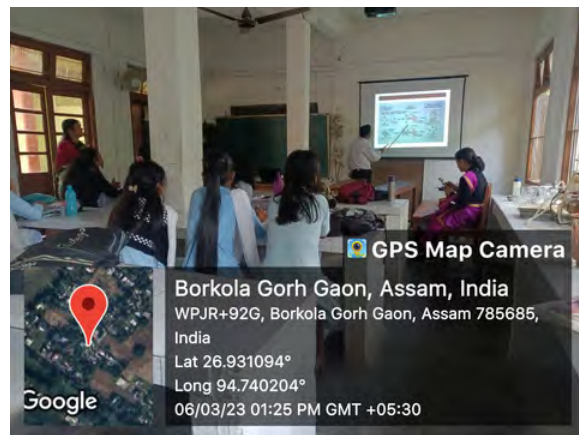 GPS Map Camera
Borkola Gorh Gaon, Assam, India
WPJR+92G, Borkola Gorh Gaon, Assam 785685,
India
Lat 26.931094°
Long 94.740204°
06/03/23 01:25 PM GMT +05:30
Google